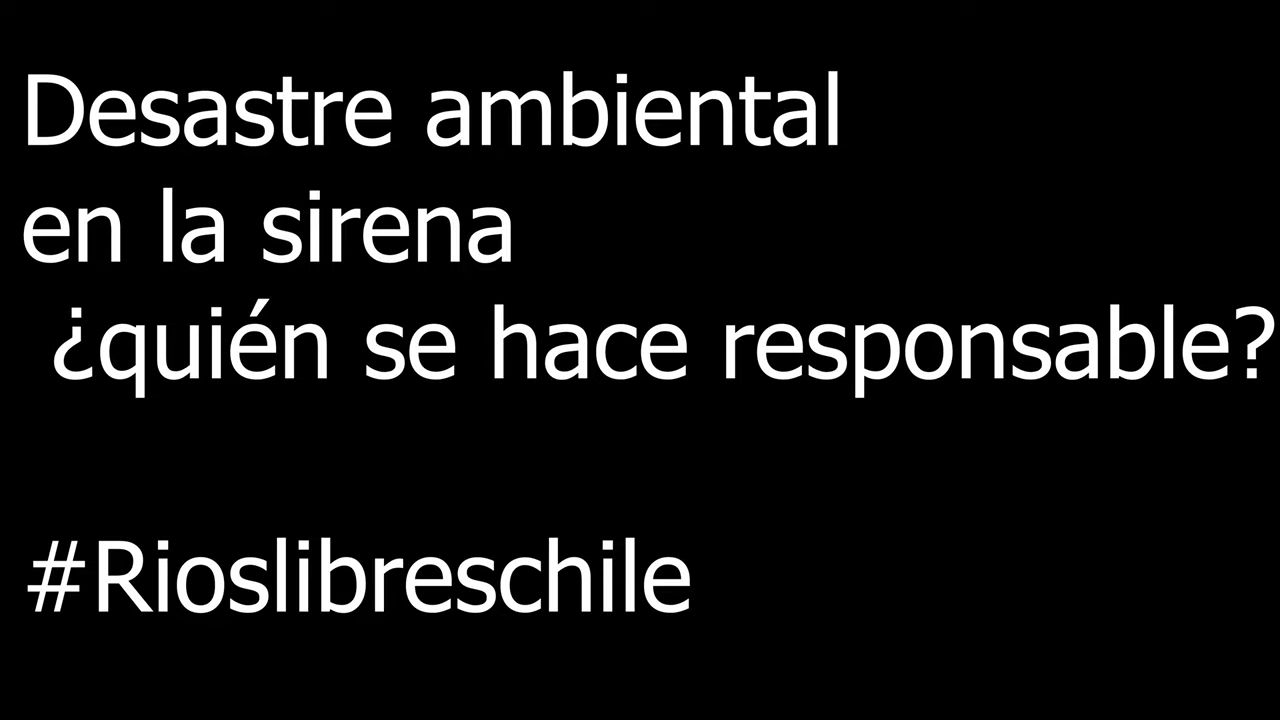 Desastre ambiental
en la sirena
¿quién se hace responsable?
#Rioslibreschile